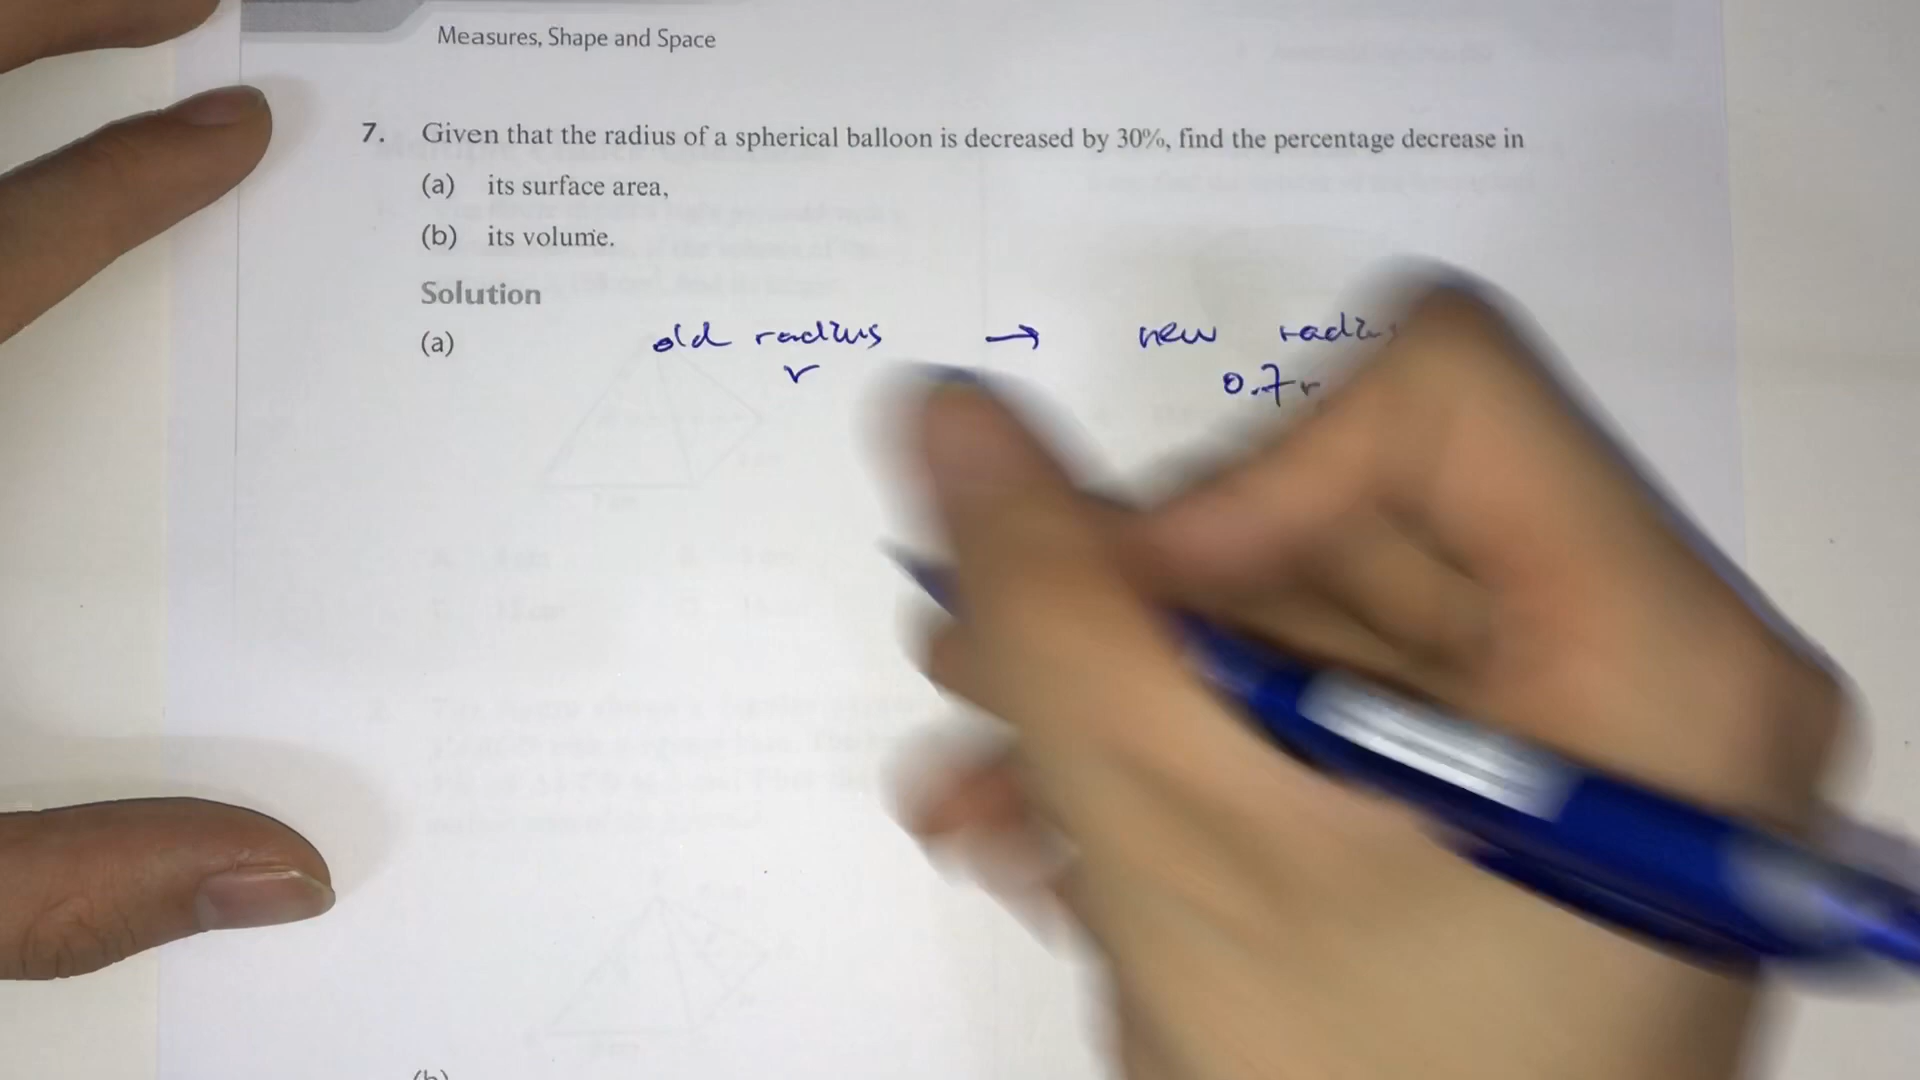 Measures, Shape and Space
7. Given that the radius of a spherical balloon is decreased by 30%, find the percentage decrease in
(a) its surface area,
(b) its volume.
Solution
(a) old radius → new radius
r 0.7r
(b)